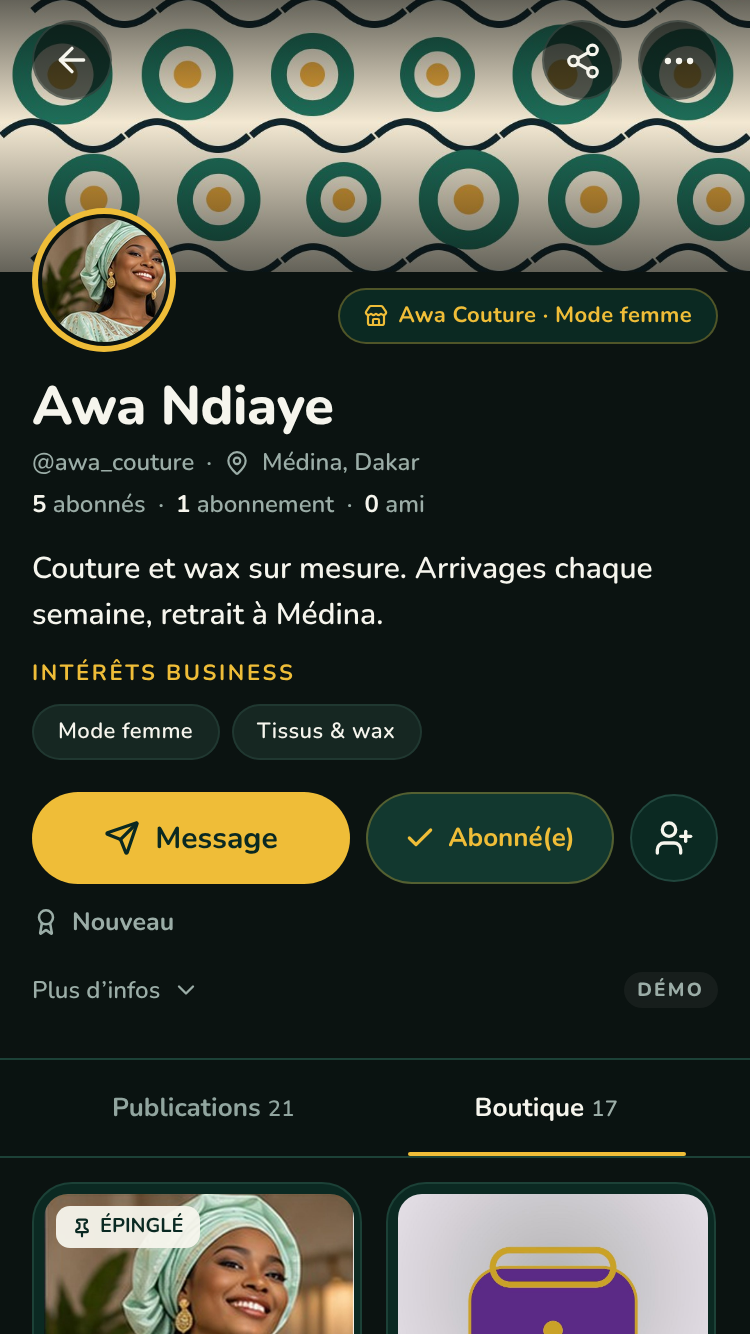 Awa Couture · Mode femme
Awa Ndiaye
@awa_couture · Médina, Dakar
5 abonnés · 1 abonnement · 0 ami
Couture et wax sur mesure. Arrivages chaque
semaine, retrait à Médina.
INTÉRÊTS BUSINESS
Mode femme Tissus & wax
Message Abonné(e)
Nouveau
Plus d’infos DÉMO
Publications 21 Boutique 17
ÉPINGLÉ